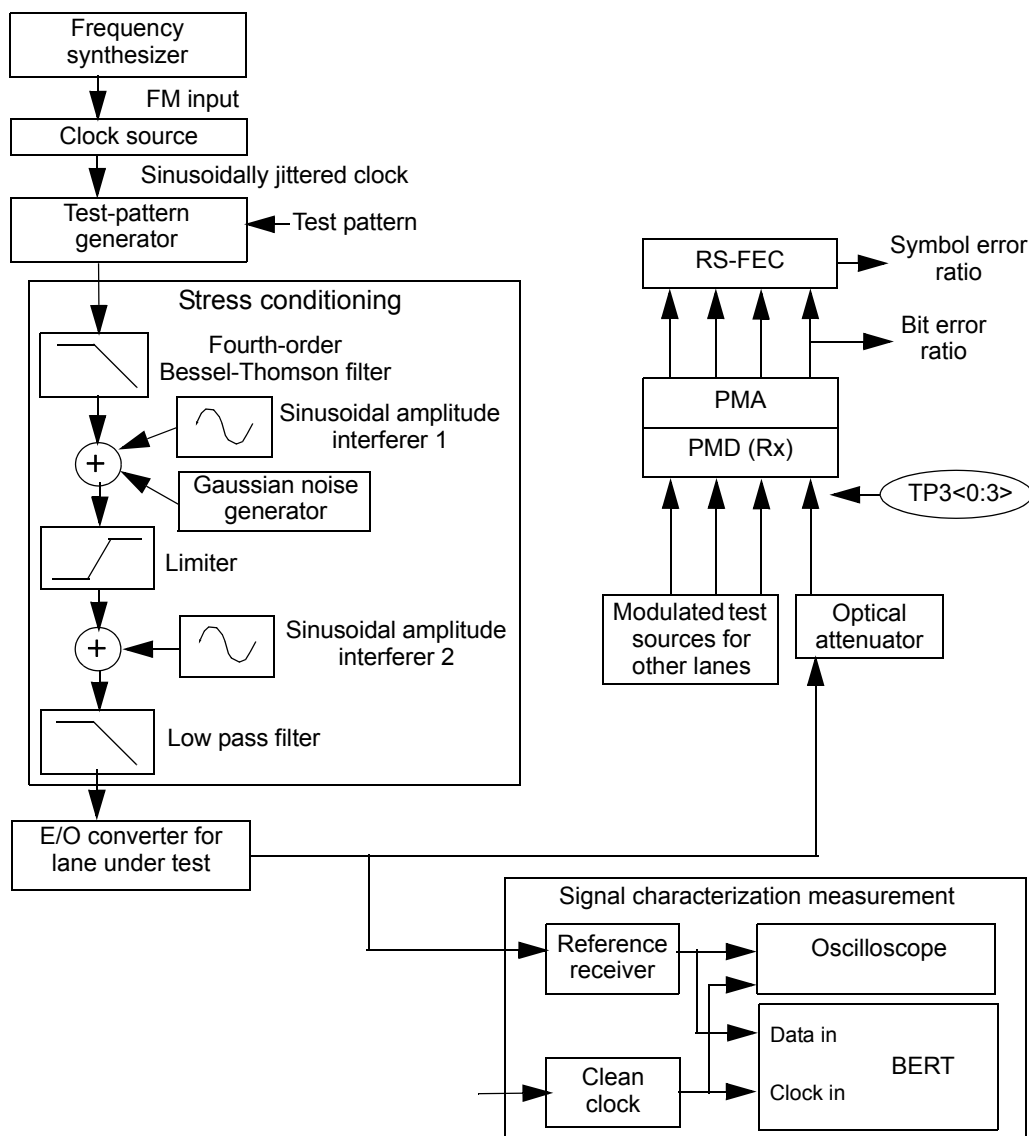 Frequency
synthesizer
FM input
Clock source
Sinusoidally jittered clock
Test-pattern
generator
Test pattern
Stress conditioning
Fourth-order
Bessel-Thomson filter
Sinusoidal amplitude
interferer 1
+
Gaussian noise
generator
Limiter
+
Sinusoidal amplitude
interferer 2
Low pass filter
E/O converter for
lane under test
RS-FEC
Symbol error
ratio
Bit error
ratio
PMA
PMD (Rx)
TP3<0:3>
Modulated test
sources for
other lanes
Optical
attenuator
Signal characterization measurement
Reference
receiver
Oscilloscope
Data in
BERT
Clock in
Clean
clock